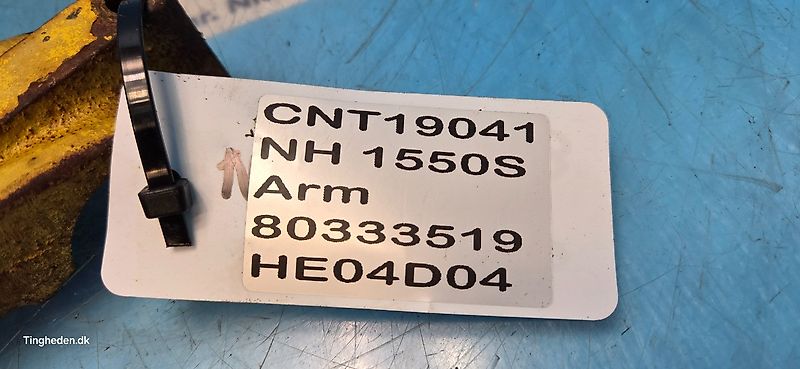 CNT19041
NH 1550S
Arm
80333519
HE04D04
Tingheden.dk